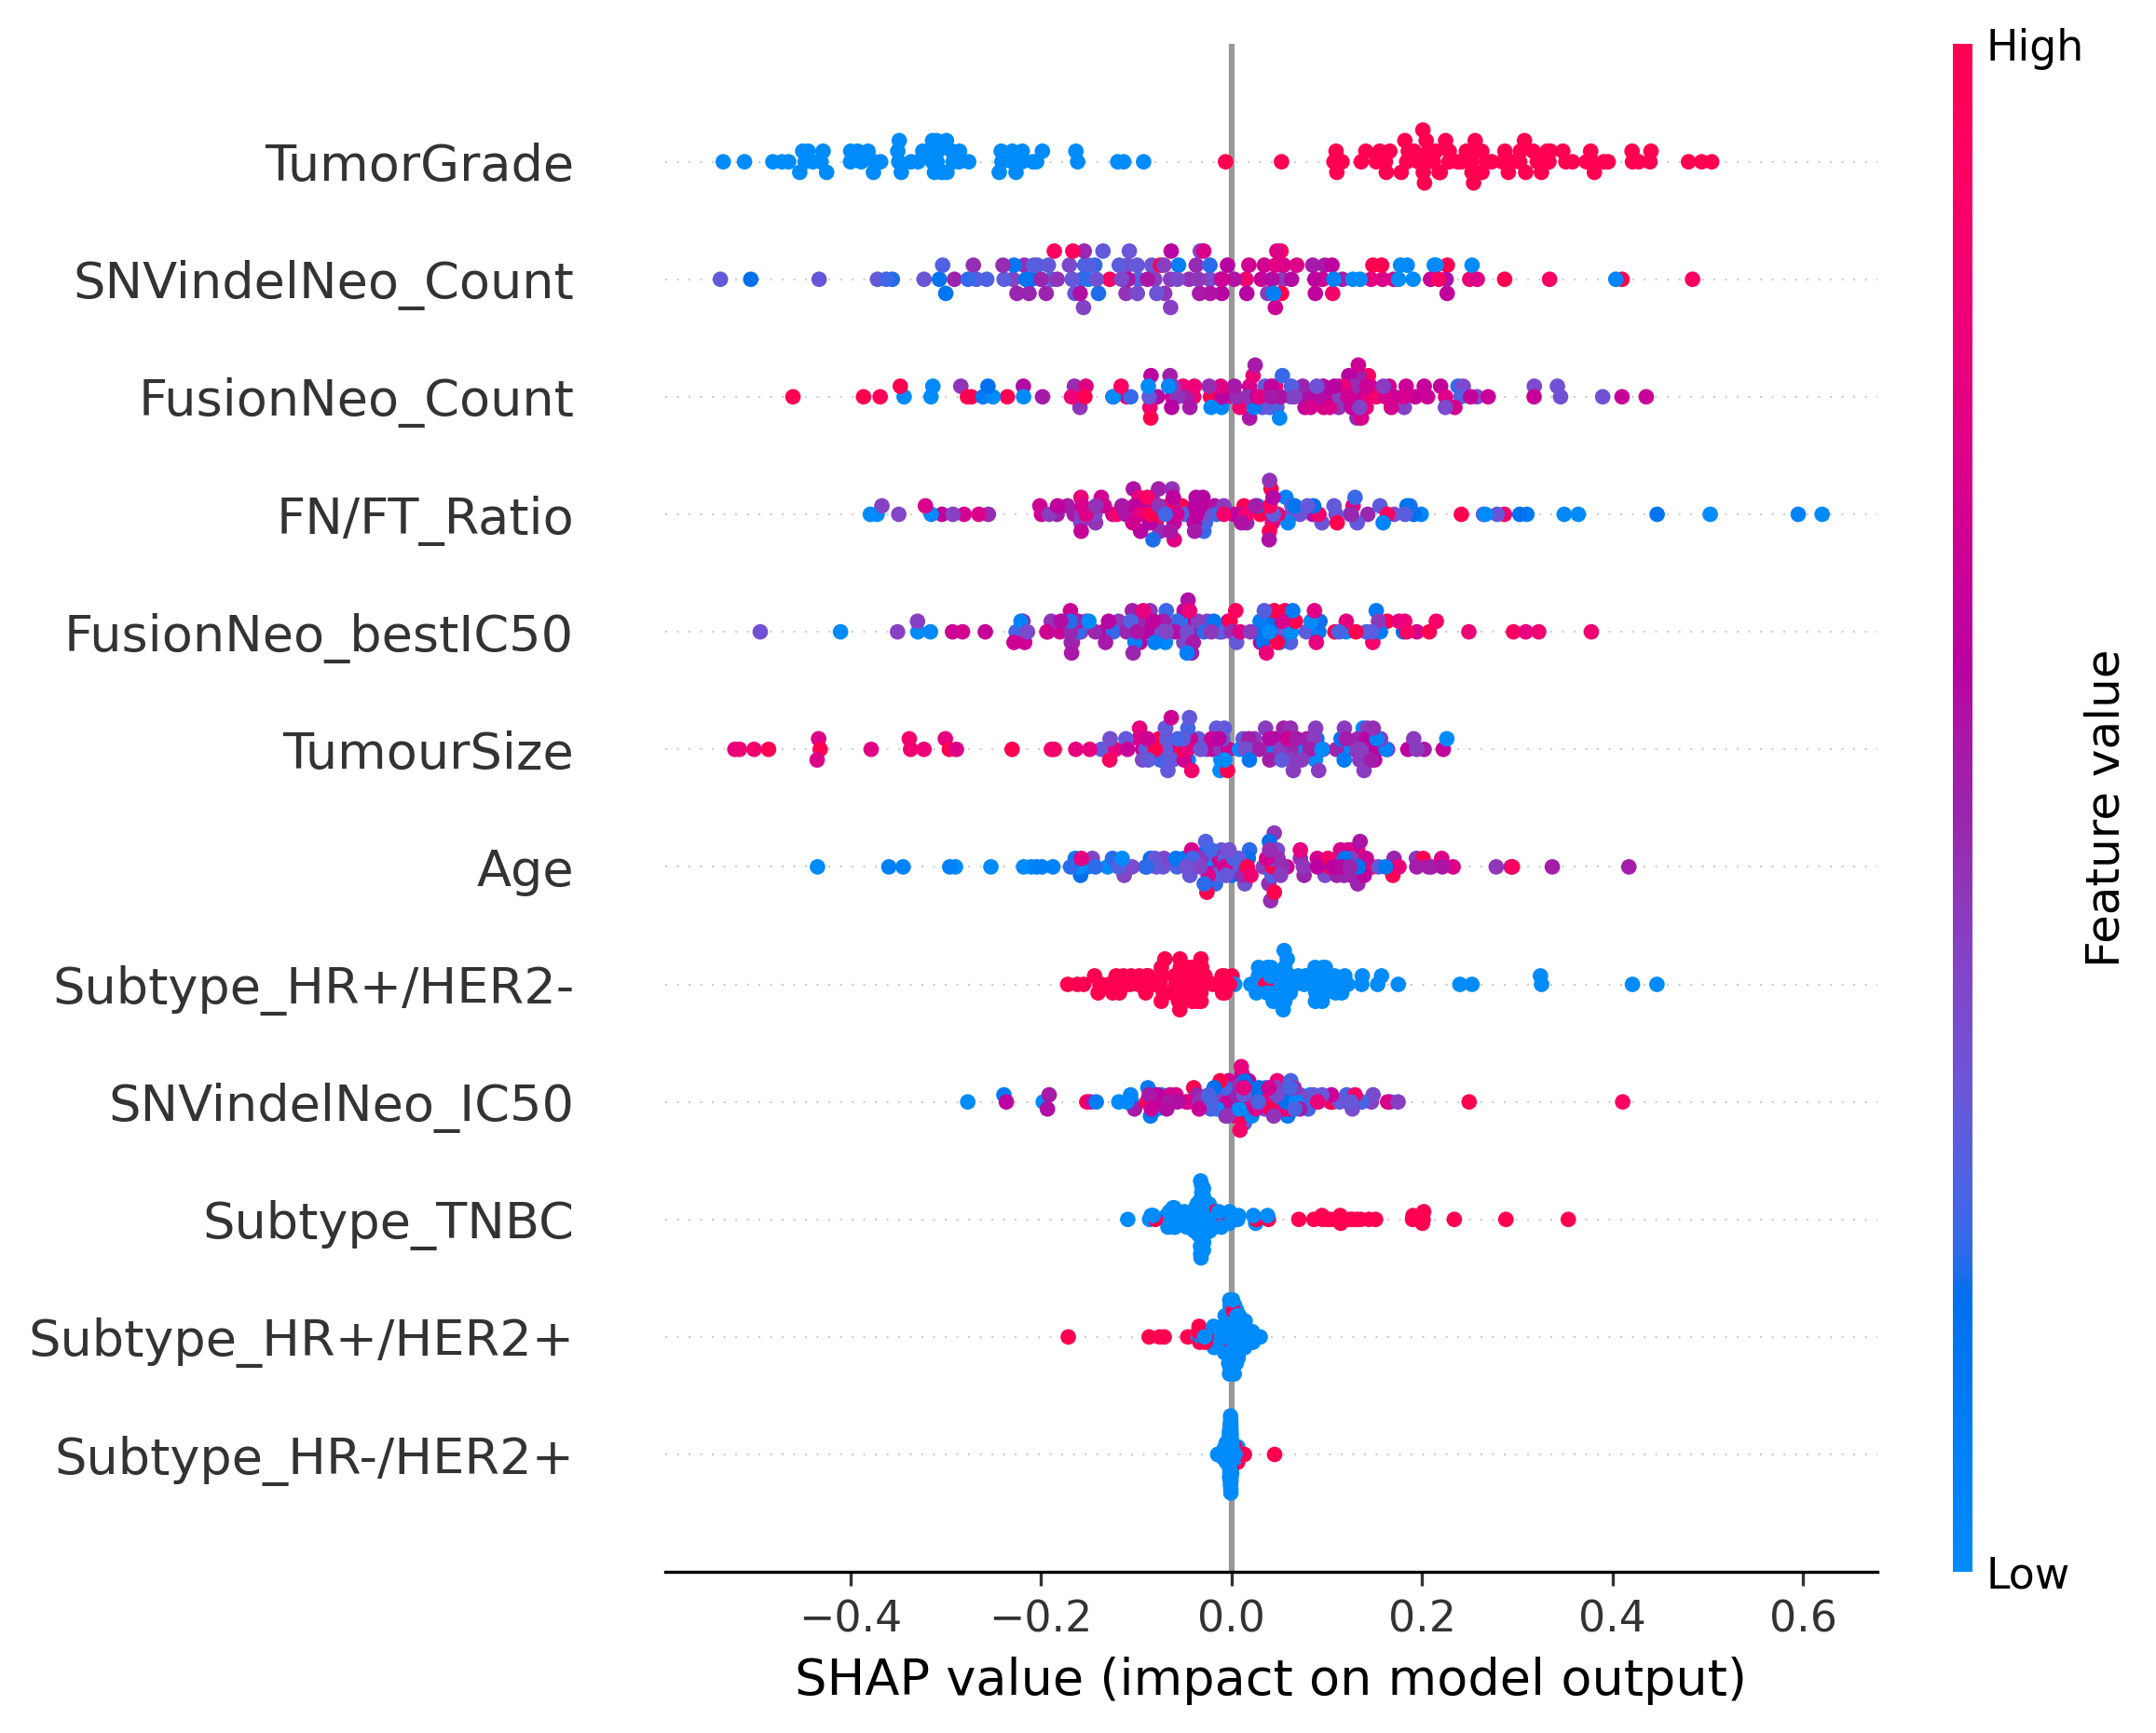 High
TumorGrade
SNVindelNeo_Count
FusionNeo_Count
FN/FT_Ratio
FusionNeo_bestIC50
TumourSize
Age
Subtype_HR+/HER2-
SNVindelNeo_IC50
Subtype_TNBC
Subtype_HR+/HER2+
Subtype_HR-/HER2+
Feature value
Low
−0.4 −0.2 0.0 0.2 0.4 0.6
SHAP value (impact on model output)